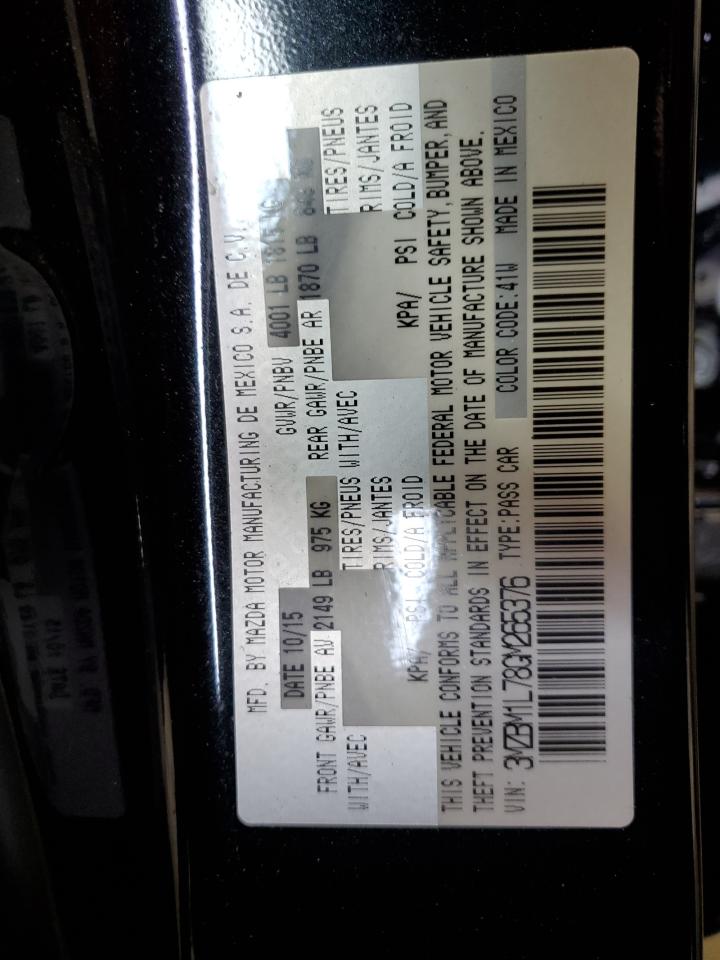 MFD. BY MAZDA MOTOR MANUFACTURING DE MEXICO S.A. DE C.V.
DATE 10/15 GVWR/PNBV 4001 LB
FRONT GAWR/PNBE AV 2149 LB 975 KG REAR GAWR/PNBE AR 1870 LB
WITH/AVEC TIRES/PNEUS WITH/AVEC TIRES/PNEUS
RIMS/JANTES RIMS/JANTES
KPA/ PSI COLD/A FROID KPA/ PSI COLD/A FROID
THIS VEHICLE CONFORMS TO ALL APPLICABLE FEDERAL MOTOR VEHICLE SAFETY, BUMPER, AND
THEFT PREVENTION STANDARDS IN EFFECT ON THE DATE OF MANUFACTURE SHOWN ABOVE.
VIN: 3MZBM1L78GM265376 TYPE:PASS CAR COLOR CODE:41W MADE IN MEXICO